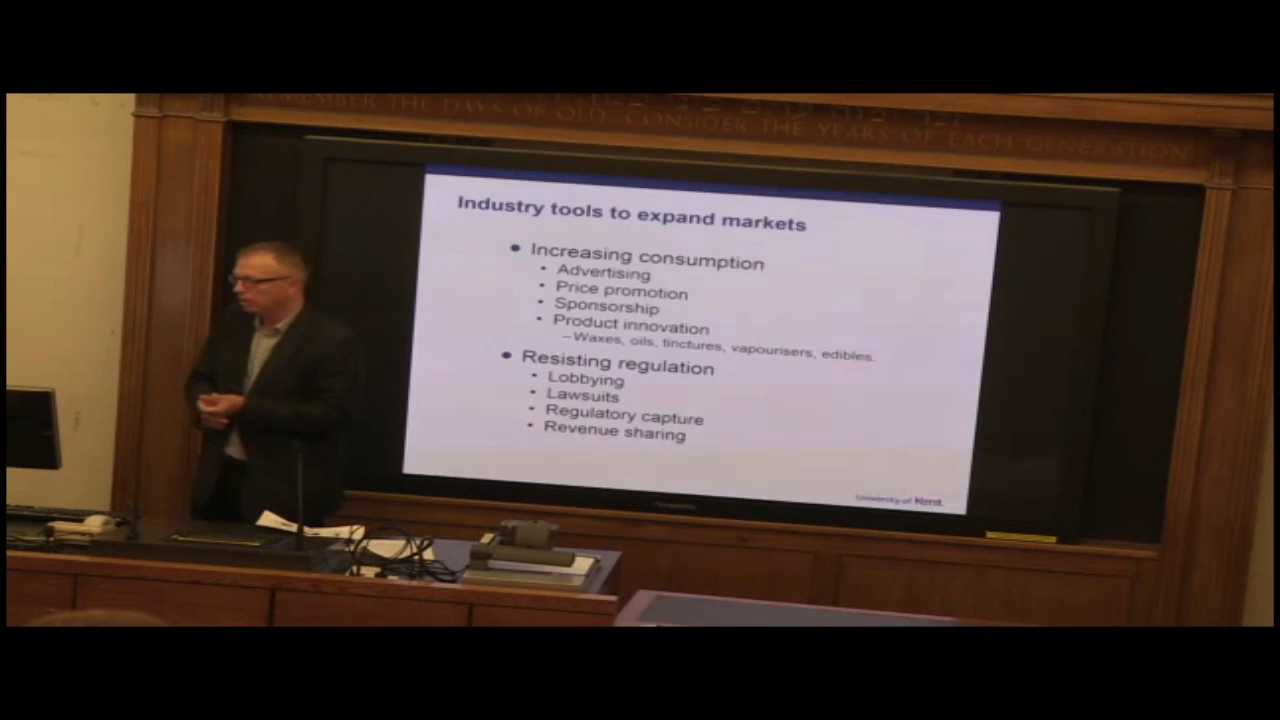 REMEMBER THE DAYS OF OLD CONSIDER THE YEARS OF EACH GENERATION
Industry tools to expand markets
• Increasing consumption
• Advertising
• Price promotion
• Sponsorship
• Product innovation
–Waxes, oils, tinctures, vapourisers, edibles.
• Resisting regulation
• Lobbying
• Lawsuits
• Regulatory capture
• Revenue sharing
University of Kent
Panasonic